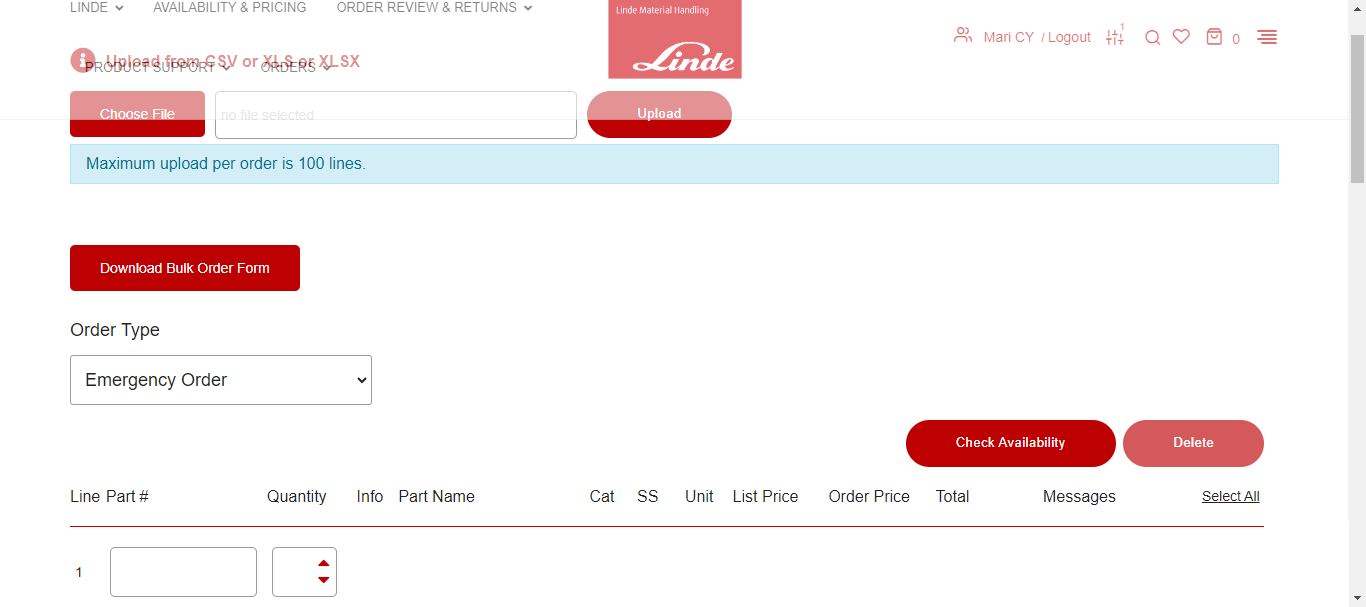 LINDE AVAILABILITY & PRICING ORDER REVIEW & RETURNS
Linde Material Handling
Linde
Mari CY / Logout 1 0
Upload from CSV or XLS or XLSX
PRODUCT SUPPORT ORDERS
Choose File no file selected Upload
Maximum upload per order is 100 lines.
Download Bulk Order Form
Order Type
Emergency Order
Check Availability Delete
Line Part # Quantity Info Part Name Cat SS Unit List Price Order Price Total Messages Select All
1